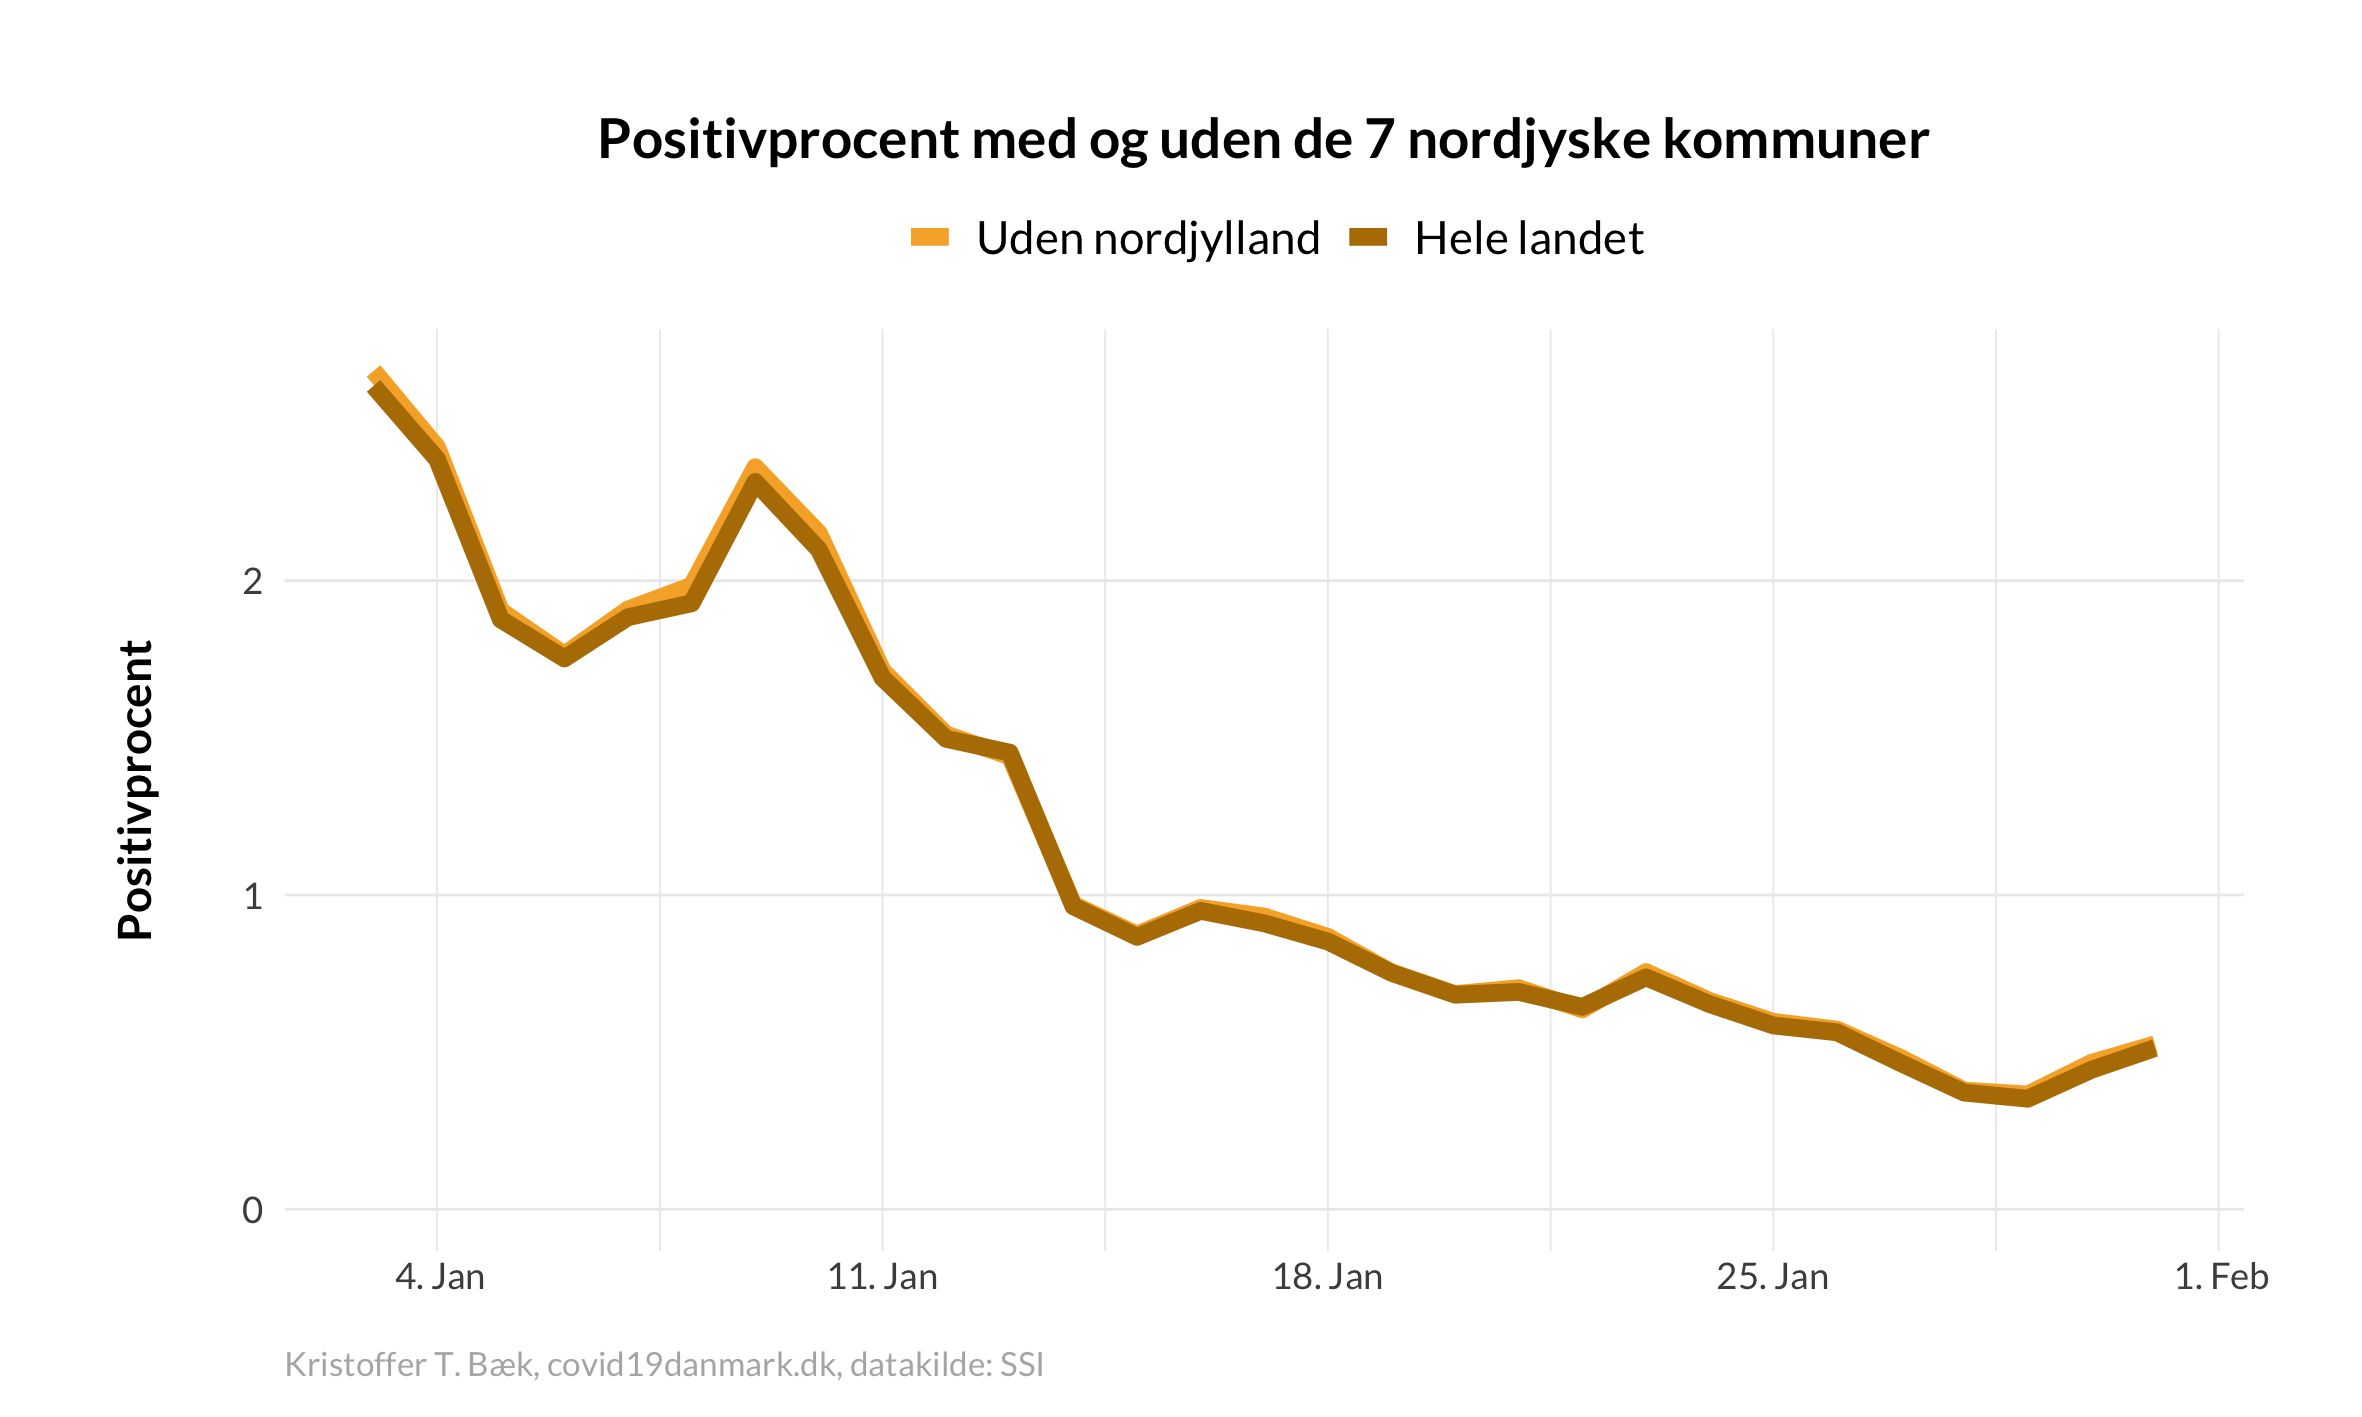 Positivprocent med og uden de 7 nordjyske kommuner
Uden nordjylland Hele landet
Positivprocent
2
1
0
4. Jan 11. Jan 18. Jan 25. Jan 1. Feb
Kristoffer T. Bæk, covid19danmark.dk, datakilde: SSI